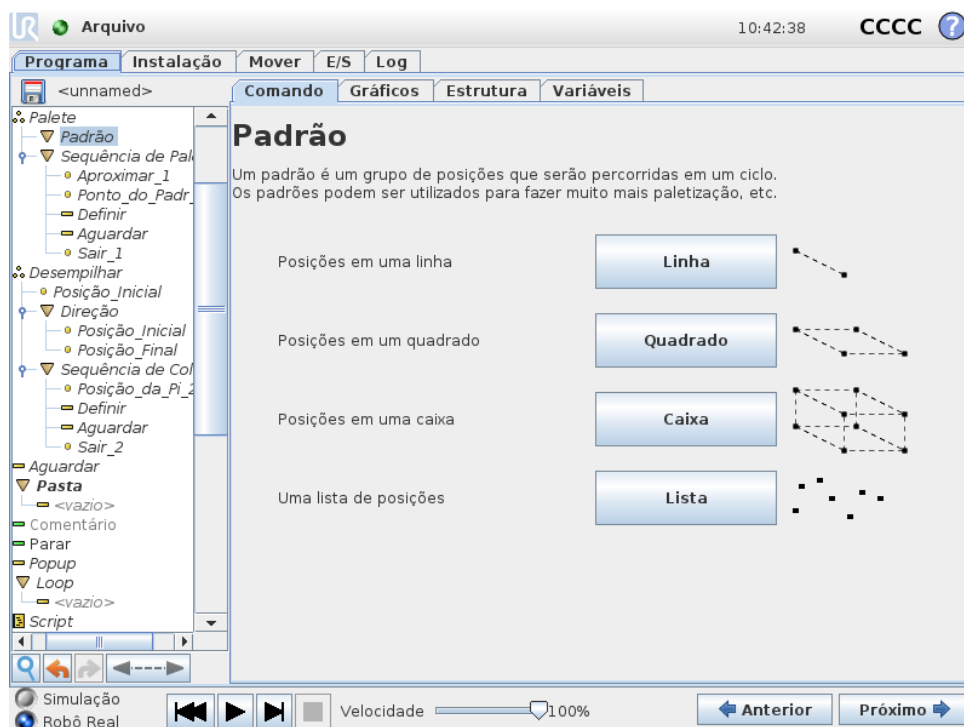 UR Arquivo 10:42:38 CCCC ?
Programa Instalação Mover E/S Log
<unnamed> Comando Gráficos Estrutura Variáveis
Palete
Padrão
Sequência de Pal
Aproximar_1
Ponto_do_Padr
Definir
Aguardar
Sair_1
Desempilhar
Posição_Inicial
Direção
Posição_Inicial
Posição_Final
Sequência de Col
Posição_da_Pi_2
Definir
Aguardar
Sair_2
Aguardar
Pasta
<vazio>
Comentário
Parar
Popup
Loop
<vazio>
Script
Padrão
Um padrão é um grupo de posições que serão percorridas em um ciclo.
Os padrões podem ser utilizados para fazer muito mais paletização, etc.
Posições em uma linha Linha
Posições em um quadrado Quadrado
Posições em uma caixa Caixa
Uma lista de posições Lista
Simulação
Robô Real
Velocidade 100% Anterior Próximo